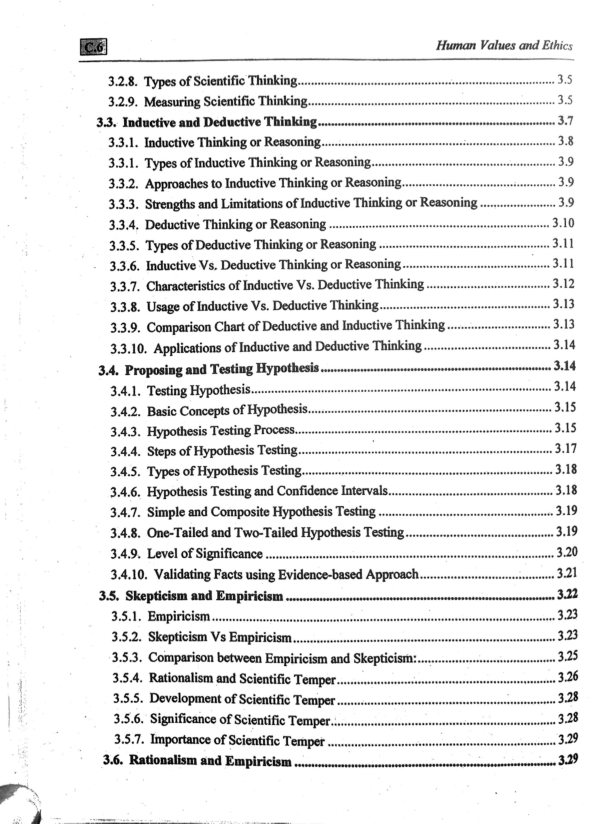 C.6
Human Values and Ethics
3.2.8. Types of Scientific Thinking................................................................ 3.5
3.2.9. Measuring Scientific Thinking............................................................. 3.5
3.3. Inductive and Deductive Thinking............................................................. 3.7
3.3.1. Inductive Thinking or Reasoning.......................................................... 3.8
3.3.1. Types of Inductive Thinking or Reasoning............................................. 3.9
3.3.2. Approaches to Inductive Thinking or Reasoning..................................... 3.9
3.3.3. Strengths and Limitations of Inductive Thinking or Reasoning ................... 3.9
3.3.4. Deductive Thinking or Reasoning ....................................................... 3.10
3.3.5. Types of Deductive Thinking or Reasoning .......................................... 3.11
3.3.6. Inductive Vs. Deductive Thinking or Reasoning..................................... 3.11
3.3.7. Characteristics of Inductive Vs. Deductive Thinking ............................... 3.12
3.3.8. Usage of Inductive Vs. Deductive Thinking........................................... 3.13
3.3.9. Comparison Chart of Deductive and Inductive Thinking .......................... 3.13
3.3.10. Applications of Inductive and Deductive Thinking ................................ 3.14
3.4. Proposing and Testing Hypothesis ............................................................. 3.14
3.4.1. Testing Hypothesis........................................................................... 3.14
3.4.2. Basic Concepts of Hypothesis............................................................. 3.15
3.4.3. Hypothesis Testing Process................................................................ 3.15
3.4.4. Steps of Hypothesis Testing............................................................... 3.17
3.4.5. Types of Hypothesis Testing............................................................... 3.18
3.4.6. Hypothesis Testing and Confidence Intervals......................................... 3.18
3.4.7. Simple and Composite Hypothesis Testing ........................................... 3.19
3.4.8. One-Tailed and Two-Tailed Hypothesis Testing..................................... 3.19
3.4.9. Level of Significance ........................................................................ 3.20
3.4.10. Validating Facts using Evidence-based Approach.................................. 3.21
3.5. Skepticism and Empiricism ...................................................................... 3.22
3.5.1. Empiricism..................................................................................... 3.23
3.5.2. Skepticism Vs Empiricism................................................................. 3.23
3.5.3. Comparison between Empiricism and Skepticism:.................................. 3.25
3.5.4. Rationalism and Scientific Temper...................................................... 3.26
3.5.5. Development of Scientific Temper ...................................................... 3.28
3.5.6. Significance of Scientific Temper........................................................ 3.28
3.5.7. Importance of Scientific Temper ........................................................ 3.29
3.6. Rationalism and Empiricism .................................................................... 3.29